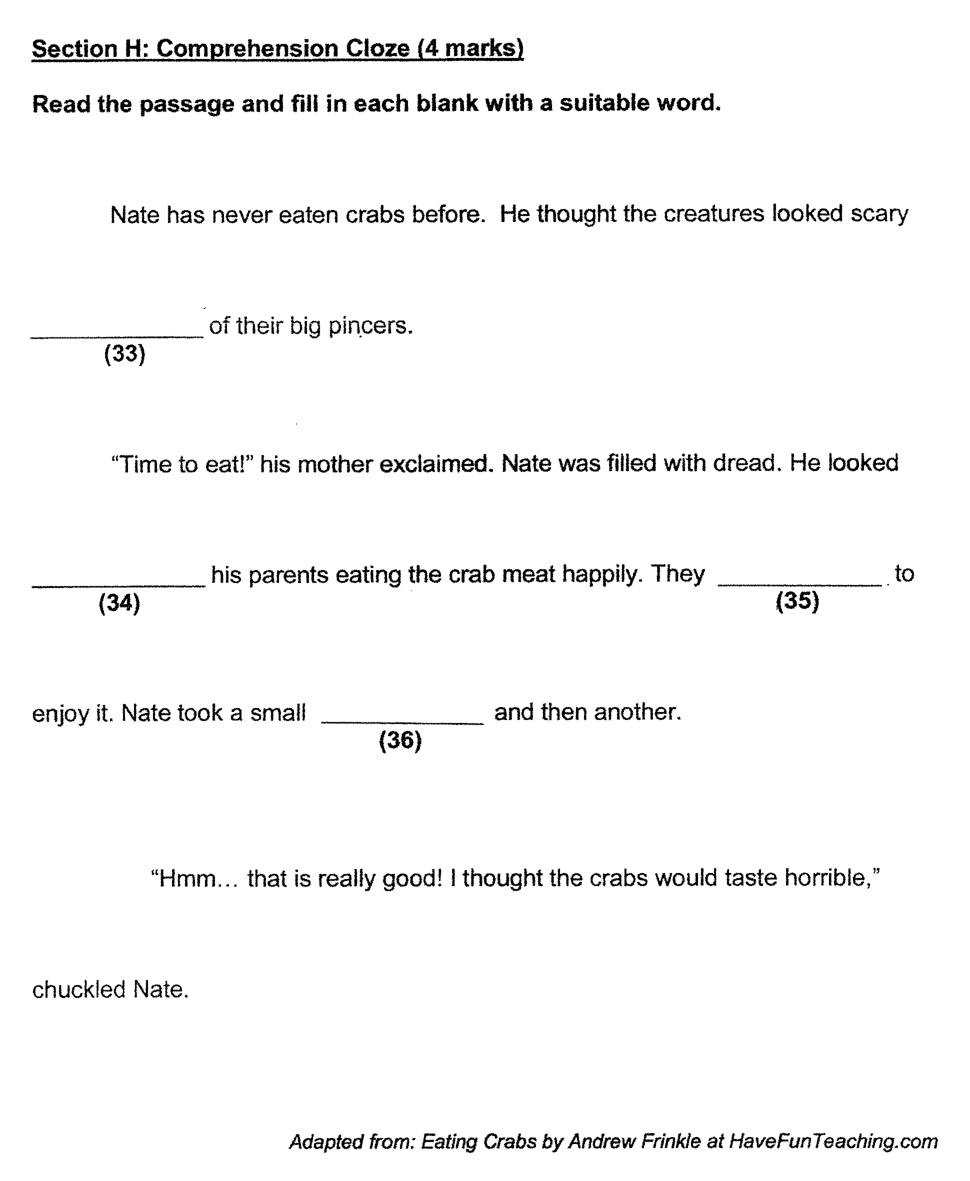 Section H: Comprehension Cloze (4 marks)
Read the passage and fill in each blank with a suitable word.
Nate has never eaten crabs before. He thought the creatures looked scary
______________ of their big pincers.
(33)
“Time to eat!” his mother exclaimed. Nate was filled with dread. He looked
______________ his parents eating the crab meat happily. They _____________ to
(34) (35)
enjoy it. Nate took a small _____________ and then another.
(36)
“Hmm... that is really good! I thought the crabs would taste horrible,”
chuckled Nate.
Adapted from: Eating Crabs by Andrew Frinkle at HaveFunTeaching.com